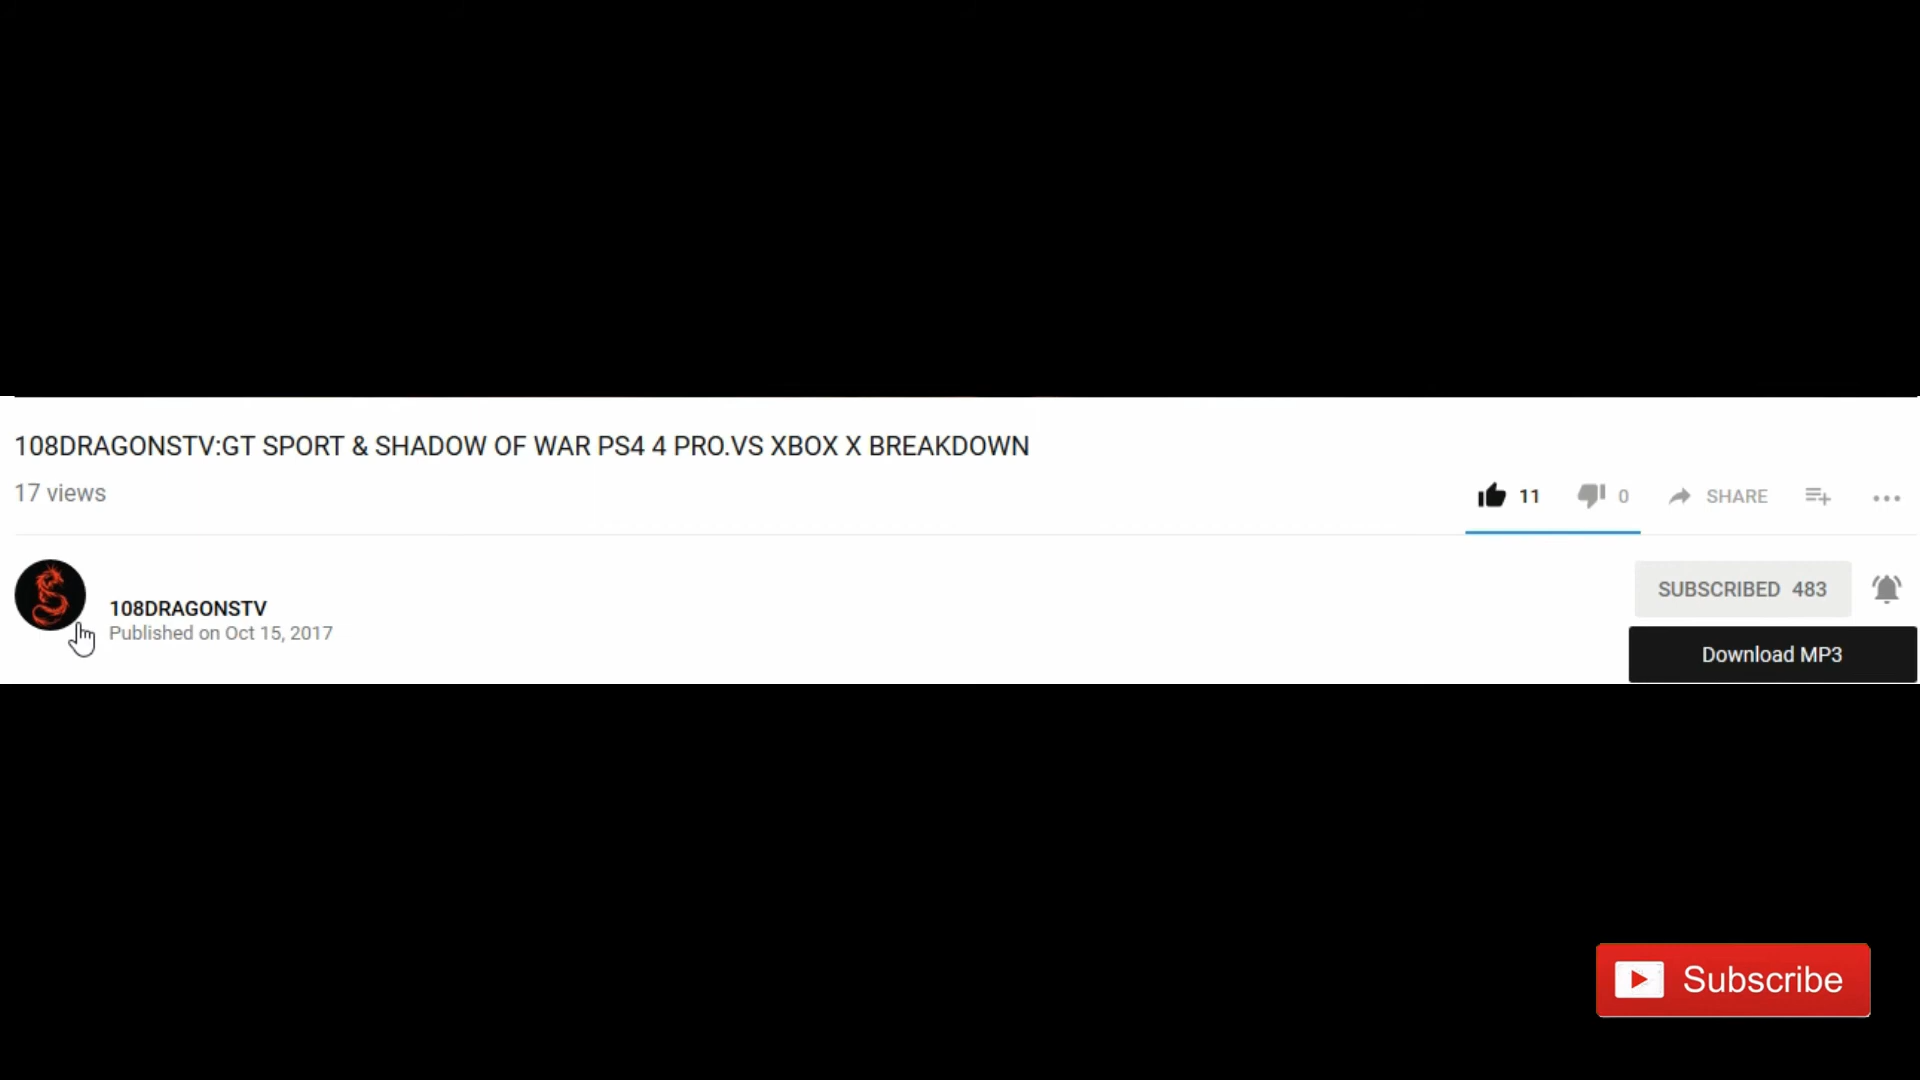 108DRAGONSTV:GT SPORT & SHADOW OF WAR PS4 4 PRO.VS XBOX X BREAKDOWN
17 views
11 0 SHARE
108DRAGONSTV
Published on Oct 15, 2017
SUBSCRIBED 483
Download MP3
Subscribe